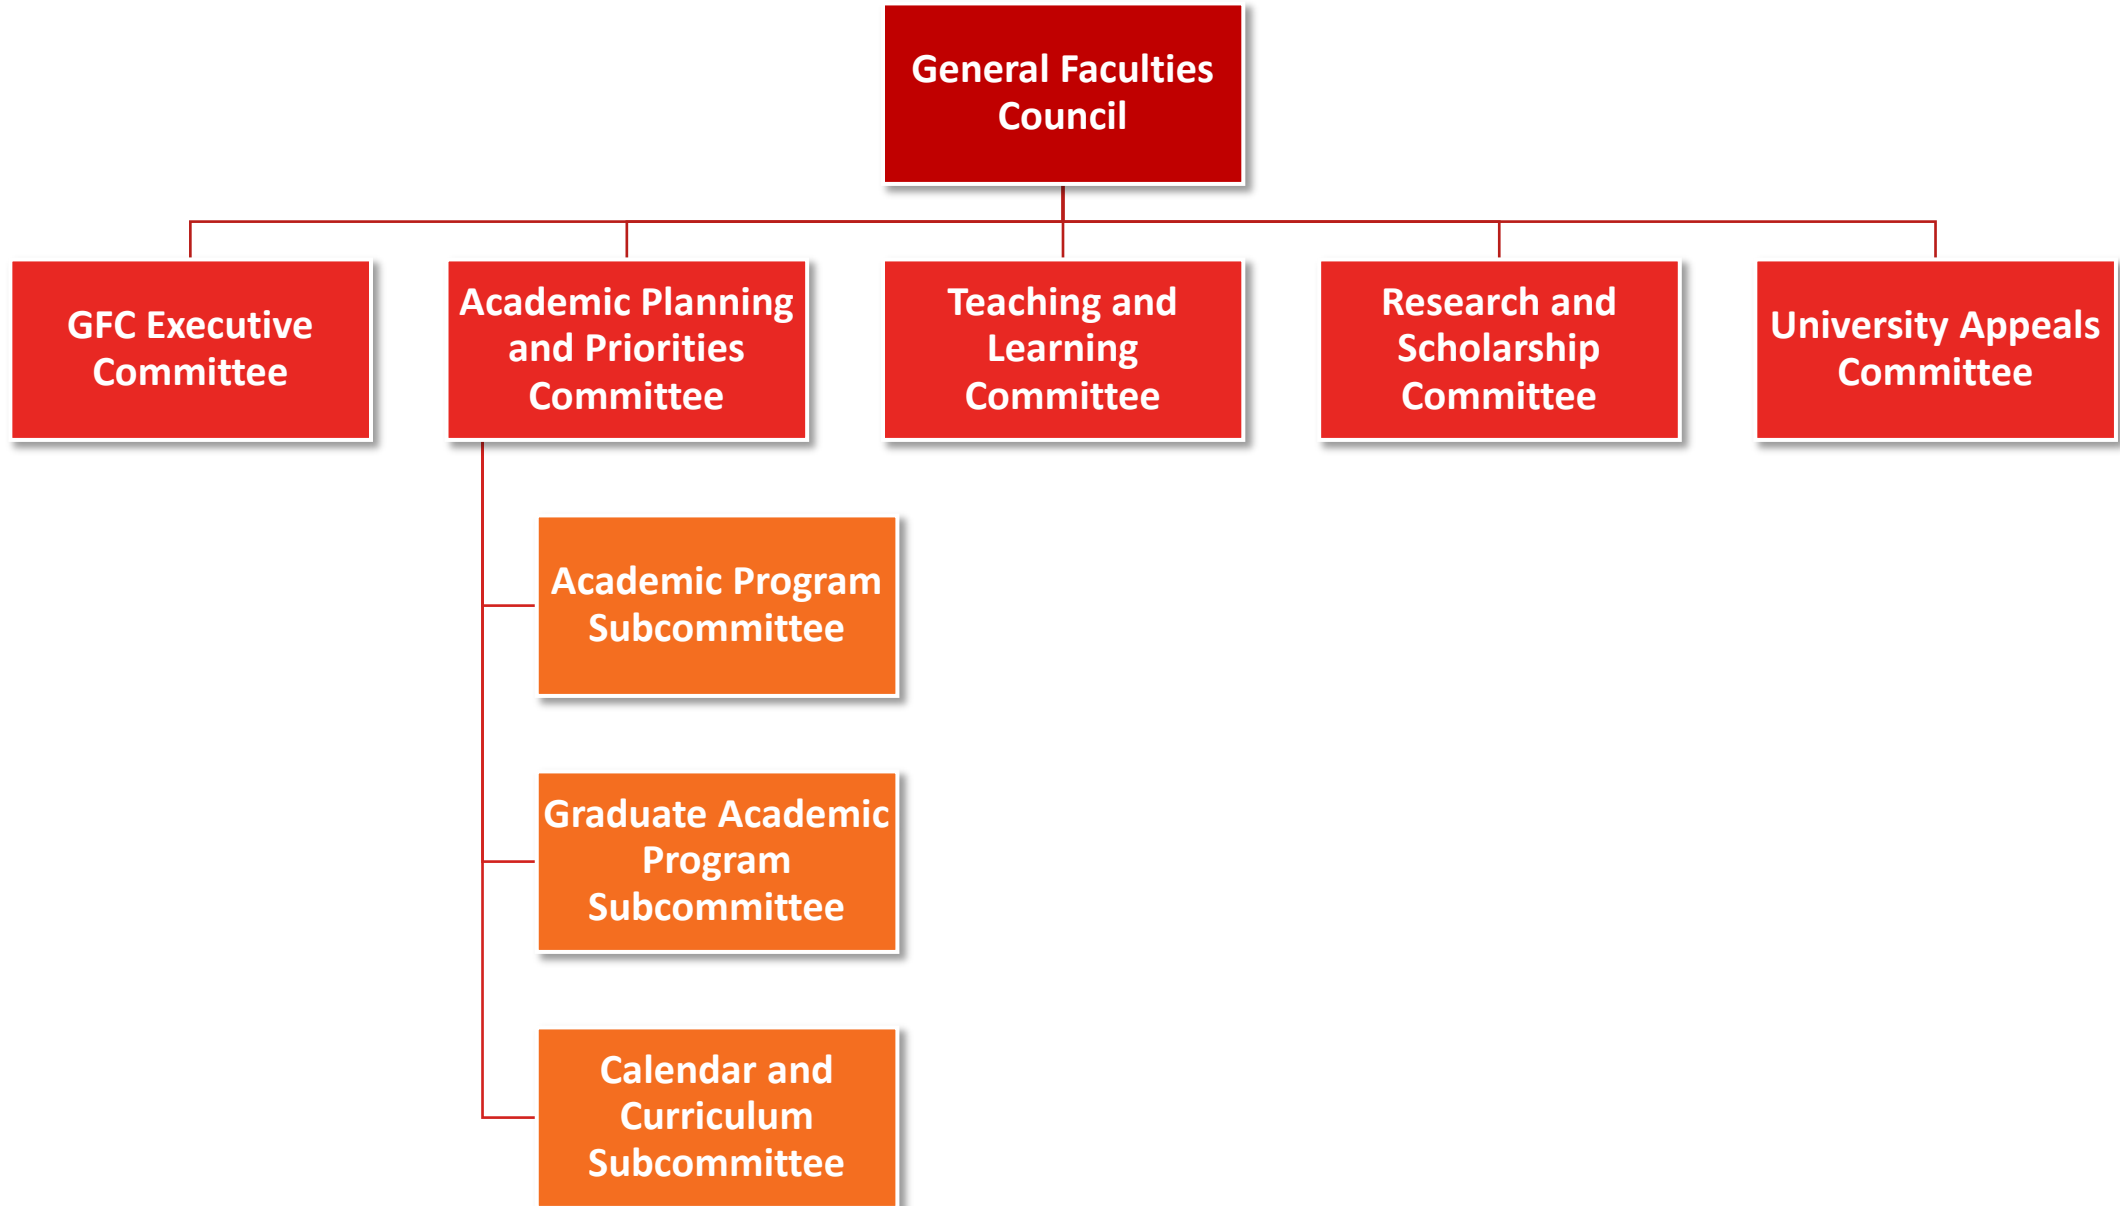 General Faculties
Council
GFC Executive
Committee
Academic Planning
and Priorities
Committee
Teaching and
Learning
Committee
Research and
Scholarship
Committee
University Appeals
Committee
Academic Program
Subcommittee
Graduate Academic
Program
Subcommittee
Calendar and
Curriculum
Subcommittee